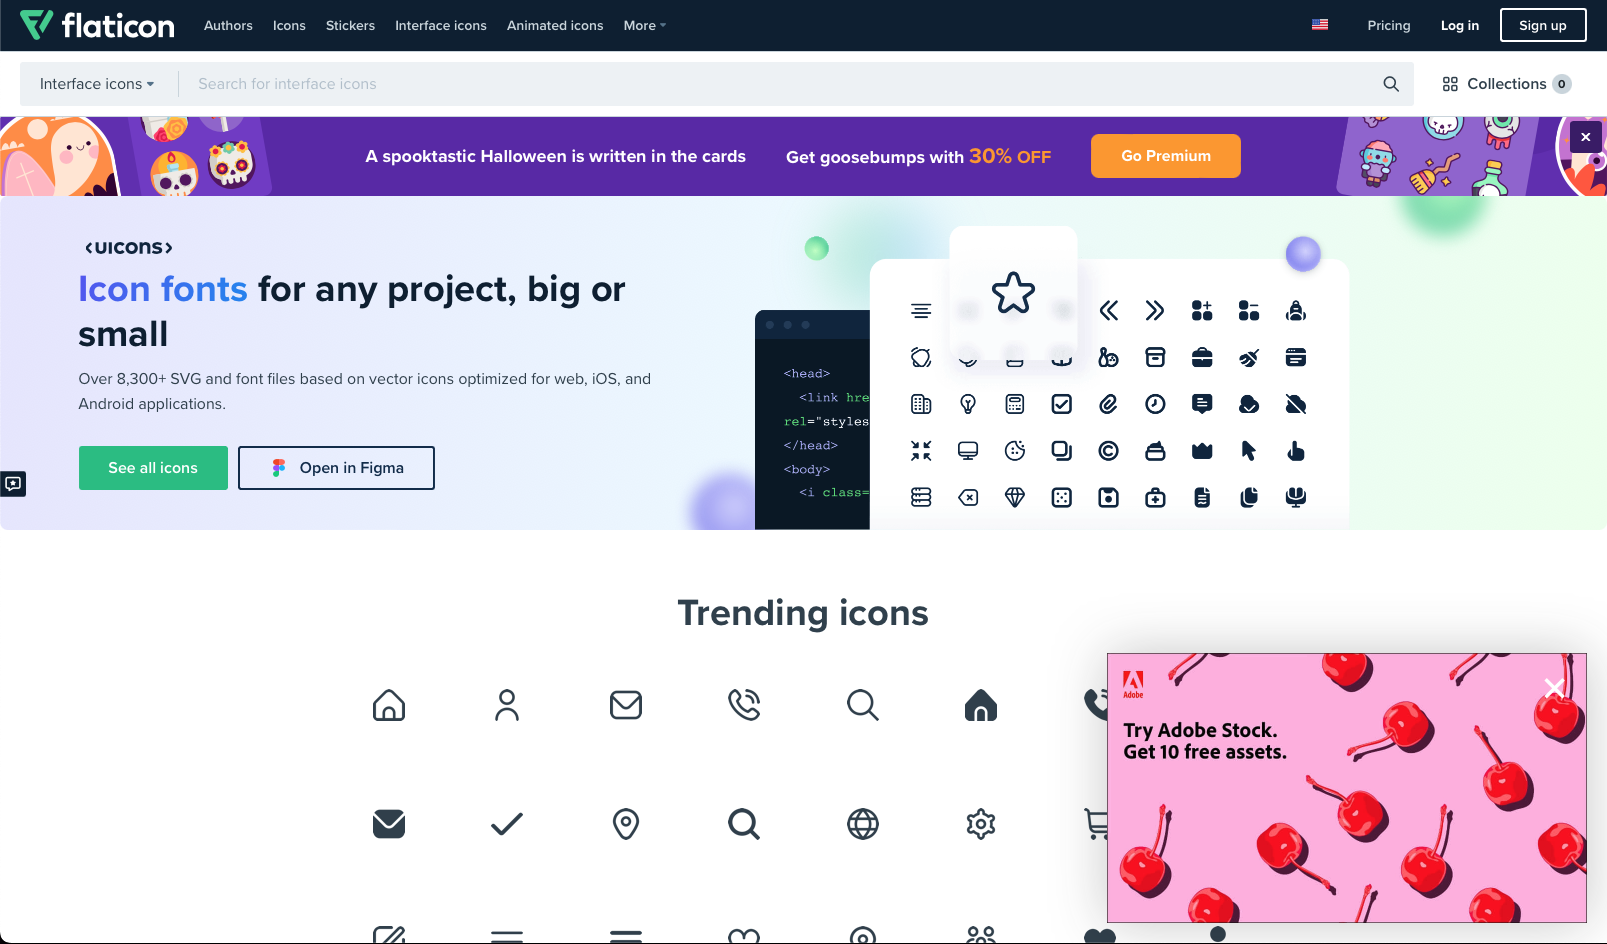 flaticon
Authors
Icons
Stickers
Interface icons
Animated icons
More
Pricing
Log in
Sign up
Interface icons
Search for interface icons
Collections
0
A spooktastic Halloween is written in the cards
Get goosebumps with 30% OFF
Go Premium
<uicons>
Icon fonts for any project, big or
small
Over 8,300+ SVG and font files based on vector icons optimized for web, iOS, and
Android applications.
See all icons
Open in Figma
<head>
<link hre
rel="styles
</head>
<body>
<i class=
Trending icons
Adobe
Try Adobe Stock.
Get 10 free assets.